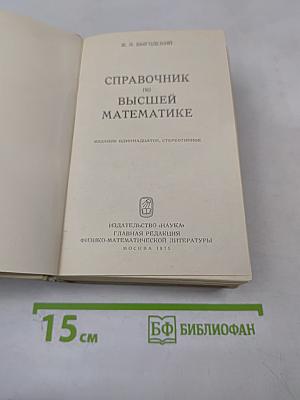 М. Я. ВЫГОДСКИЙ
СПРАВОЧНИК
ПО
ВЫСШЕЙ
МАТЕМАТИКЕ
ИЗДАНИЕ ОДИННАДЦАТОЕ, СТЕРЕОТИПНОЕ
ИЗДАТЕЛЬСТВО «НАУКА»
ГЛАВНАЯ РЕДАКЦИЯ
ФИЗИКО-МАТЕМАТИЧЕСКОЙ ЛИТЕРАТУРЫ
МОСКВА 1975
15 см
БФ БИБЛИОФАН